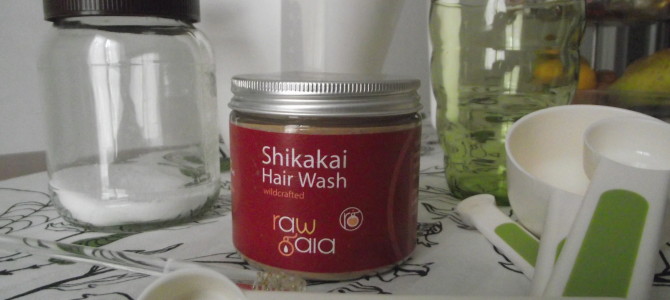 Shikakai
Hair Wash
wildcrafted
raw
gaia